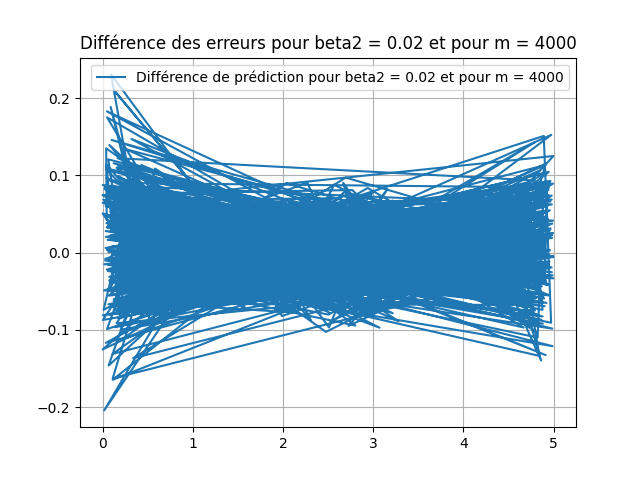 Différence des erreurs pour beta2 = 0.02 et pour m = 4000
Différence de prédiction pour beta2 = 0.02 et pour m = 4000
0.2
0.1
0.0
−0.1
−0.2
0 1 2 3 4 5